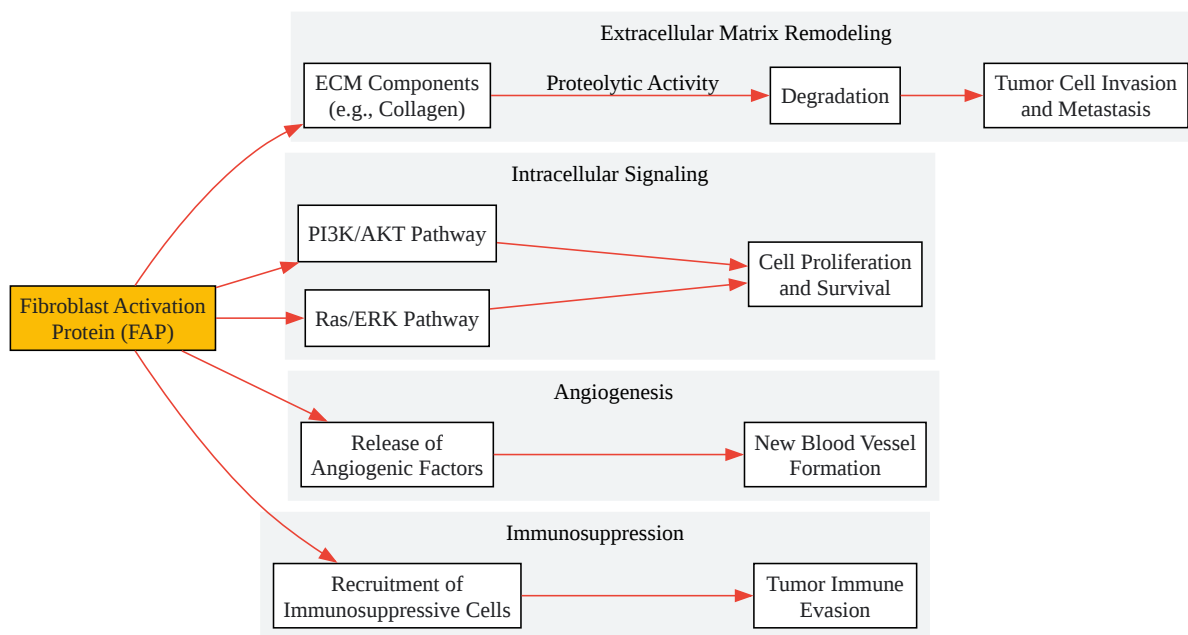 Extracellular Matrix Remodeling
ECM Components
(e.g., Collagen)
Proteolytic Activity
Degradation
Tumor Cell Invasion
and Metastasis
Intracellular Signaling
PI3K/AKT Pathway
Cell Proliferation
and Survival
Fibroblast Activation
Protein (FAP)
Ras/ERK Pathway
Angiogenesis
Release of
Angiogenic Factors
New Blood Vessel
Formation
Immunosuppression
Recruitment of
Immunosuppressive Cells
Tumor Immune
Evasion